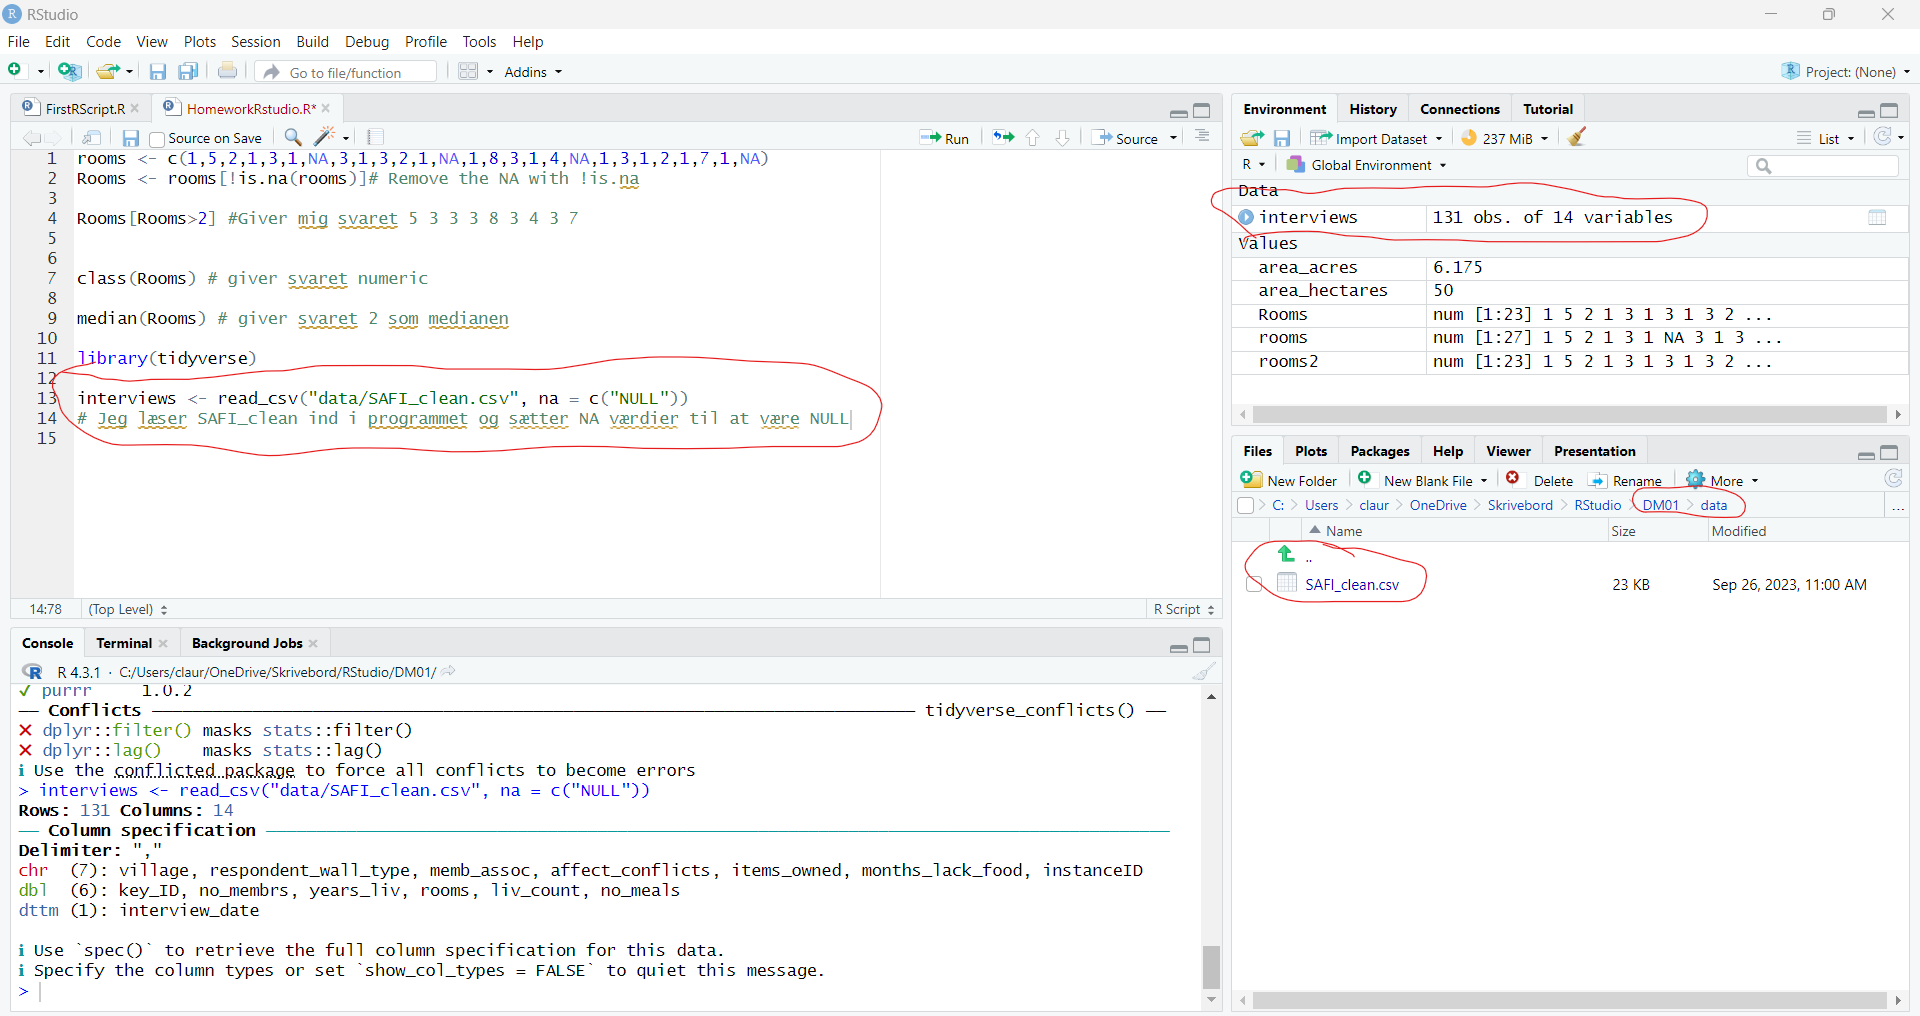 RStudio
File Edit Code View Plots Session Build Debug Profile Tools Help
Go to file/function Addins Project: (None)
FirstRScript.R HomeworkRstudio.R*
Source on Save Run Source
1 rooms <- c(1,5,2,1,3,1,NA,3,1,3,2,1,NA,1,8,3,1,4,NA,1,3,1,2,1,7,1,NA)
2 Rooms <- rooms[!is.na(rooms)]# Remove the NA with !is.na
3
4 Rooms[Rooms>2] #Giver mig svaret 5 3 3 3 8 3 4 3 7
5
6
7 class(Rooms) # giver svaret numeric
8
9 median(Rooms) # giver svaret 2 som medianen
10
11 library(tidyverse)
12
13 interviews <- read_csv("data/SAFI_clean.csv", na = c("NULL"))
14 # Jeg læser SAFI_clean ind i programmet og sætter NA værdier til at være NULL
15
14:78 (Top Level) R Script
Console Terminal Background Jobs
R 4.3.1 · C:/Users/claur/OneDrive/Skrivebord/RStudio/DM01/
✓ purrr 1.0.2
── Conflicts ── tidyverse_conflicts() ──
✕ dplyr::filter() masks stats::filter()
✕ dplyr::lag() masks stats::lag()
ℹ Use the conflicted package to force all conflicts to become errors
> interviews <- read_csv("data/SAFI_clean.csv", na = c("NULL"))
Rows: 131 Columns: 14
── Column specification ──
Delimiter: ","
chr (7): village, respondent_wall_type, memb_assoc, affect_conflicts, items_owned, months_lack_food, instanceID
dbl (6): key_ID, no_membrs, years_liv, rooms, liv_count, no_meals
dttm (1): interview_date
ℹ Use `spec()` to retrieve the full column specification for this data.
ℹ Specify the column types or set `show_col_types = FALSE` to quiet this message.
>
Environment History Connections Tutorial
Import Dataset 237 MiB List
R Global Environment
Data
interviews 131 obs. of 14 variables
Values
area_acres 6.175
area_hectares 50
Rooms num [1:23] 1 5 2 1 3 1 3 1 3 2 ...
rooms num [1:27] 1 5 2 1 3 1 NA 3 1 3 ...
rooms2 num [1:23] 1 5 2 1 3 1 3 1 3 2 ...
Files Plots Packages Help Viewer Presentation
New Folder New Blank File Delete Rename More
C: > Users > claur > OneDrive > Skrivebord > RStudio > DM01 > data ...
Name Size Modified
..
SAFI_clean.csv 23 KB Sep 26, 2023, 11:00 AM